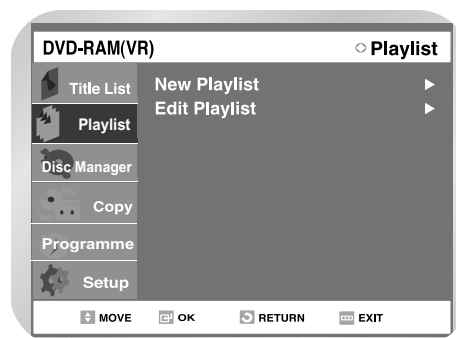 DVD-RAM(VR) Playlist
Title List
Playlist
Disc Manager
Copy
Programme
Setup
New Playlist
Edit Playlist
MOVE OK RETURN EXIT